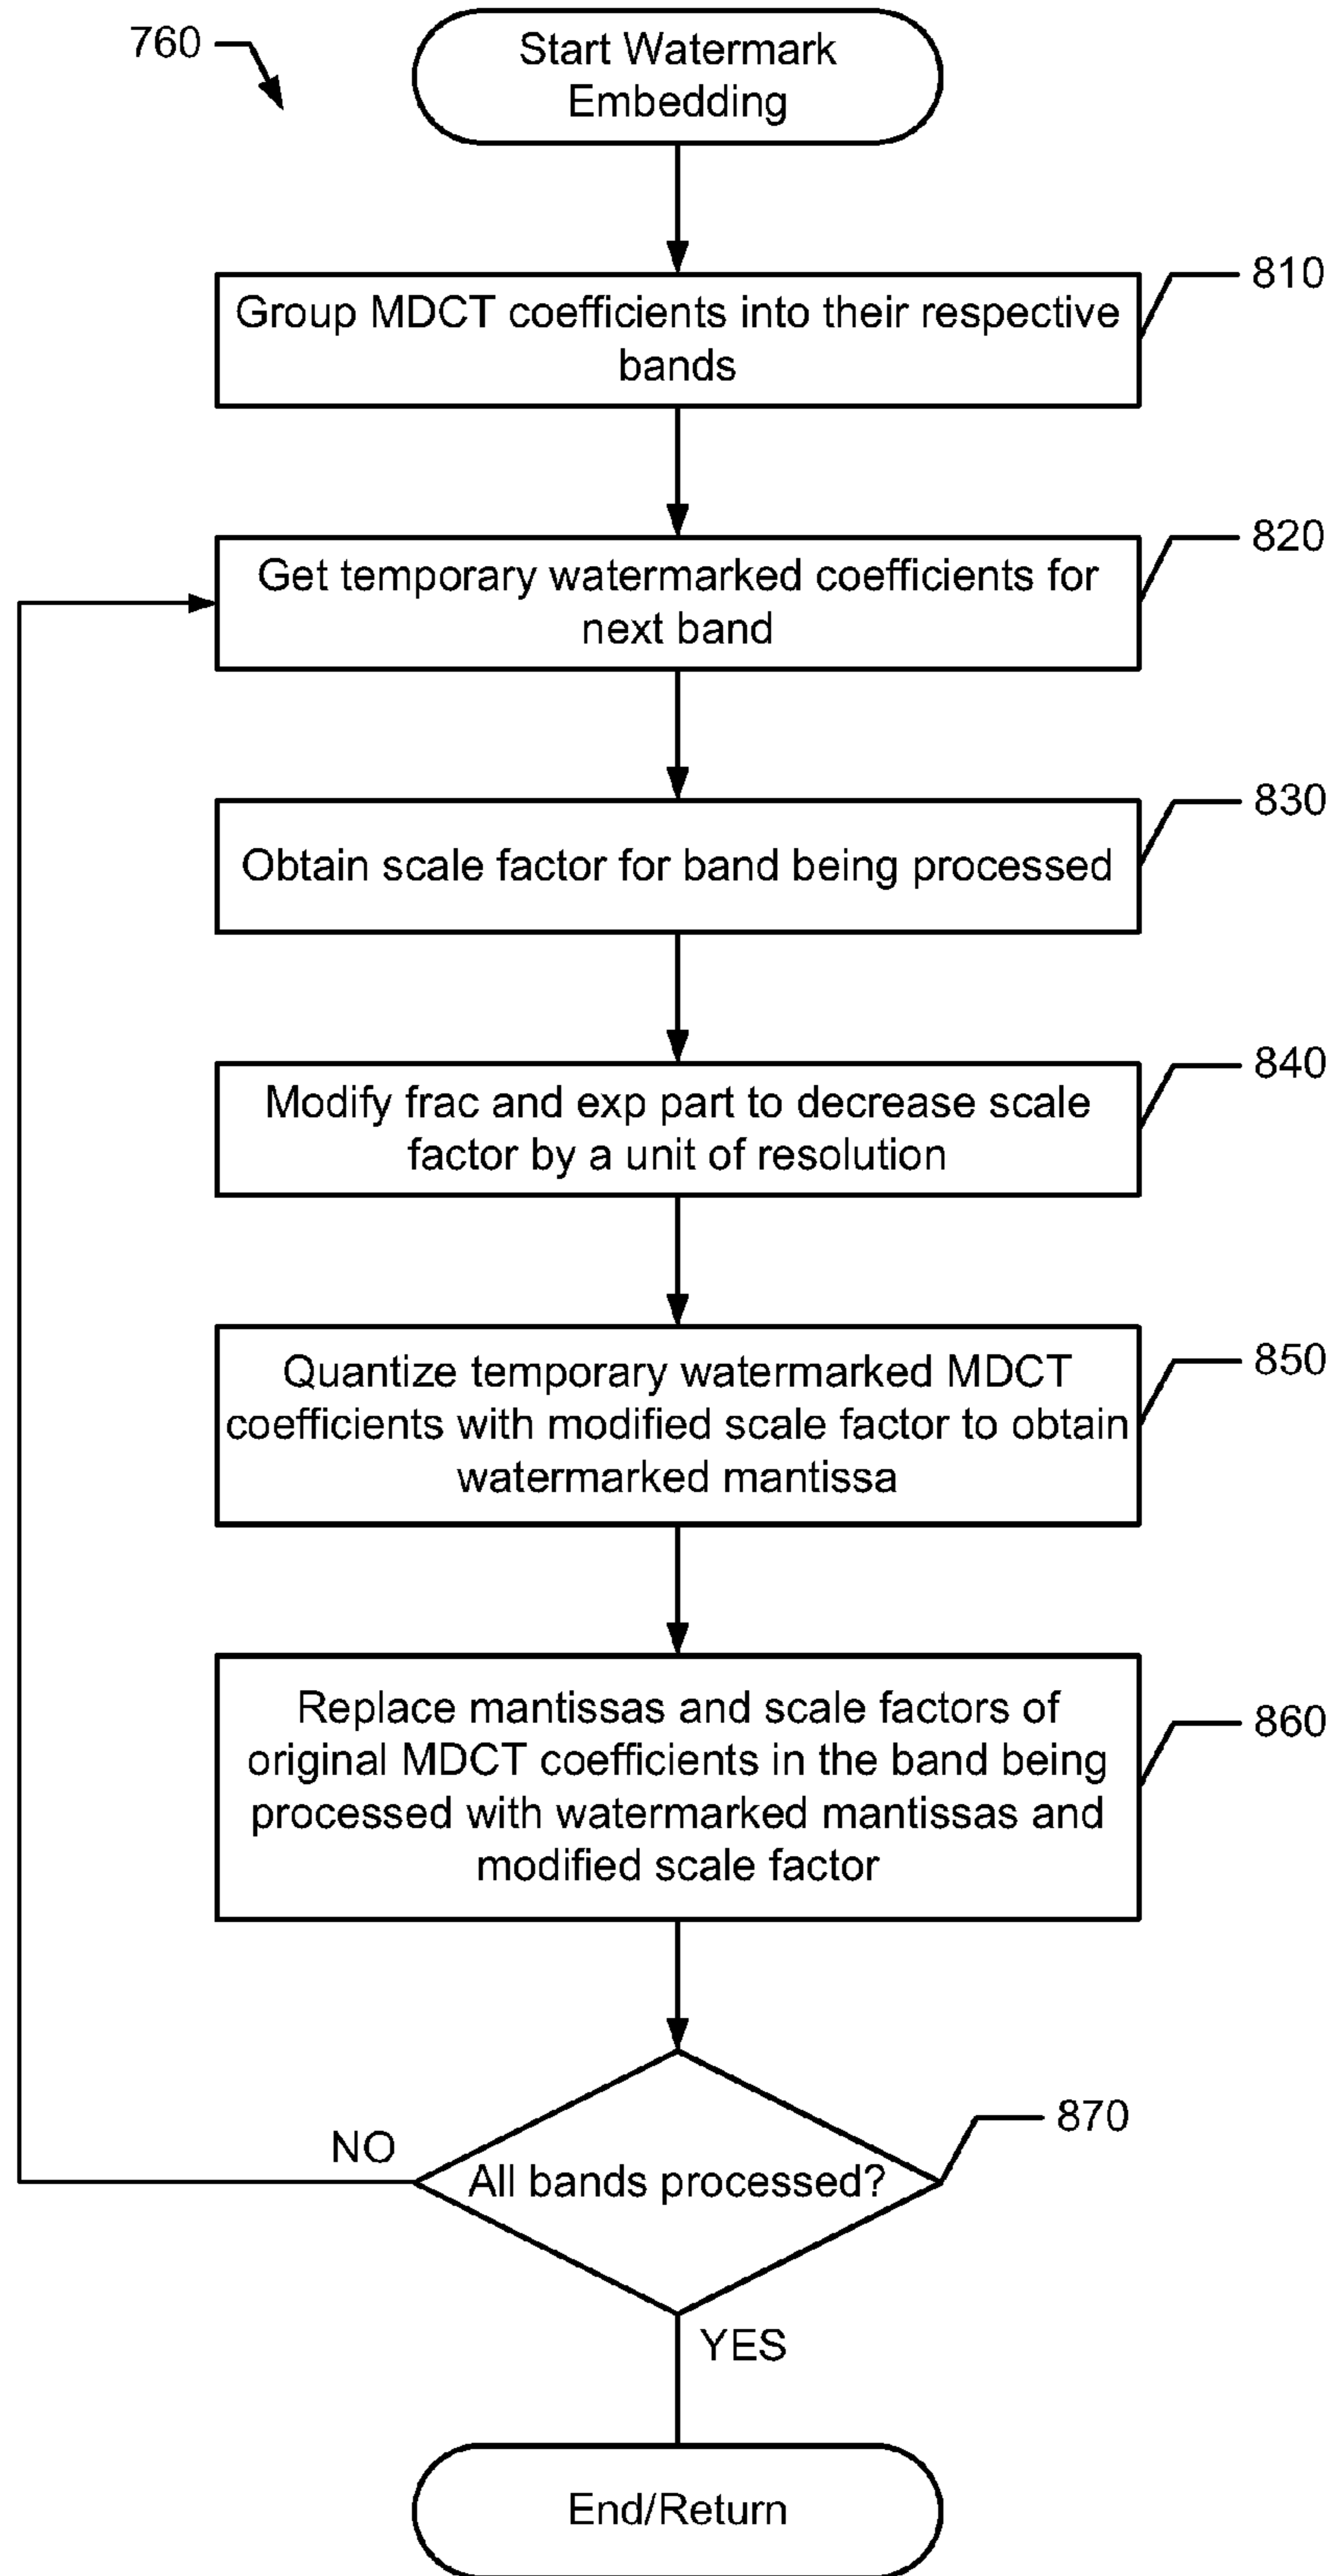 760
Start Watermark
Embedding
810
Group MDCT coefficients into their respective
bands
820
Get temporary watermarked coefficients for
next band
830
Obtain scale factor for band being processed
840
Modify frac and exp part to decrease scale
factor by a unit of resolution
850
Quantize temporary watermarked MDCT
coefficients with modified scale factor to obtain
watermarked mantissa
860
Replace mantissas and scale factors of
original MDCT coefficients in the band being
processed with watermarked mantissas and
modified scale factor
870
NO
All bands processed?
YES
End/Return